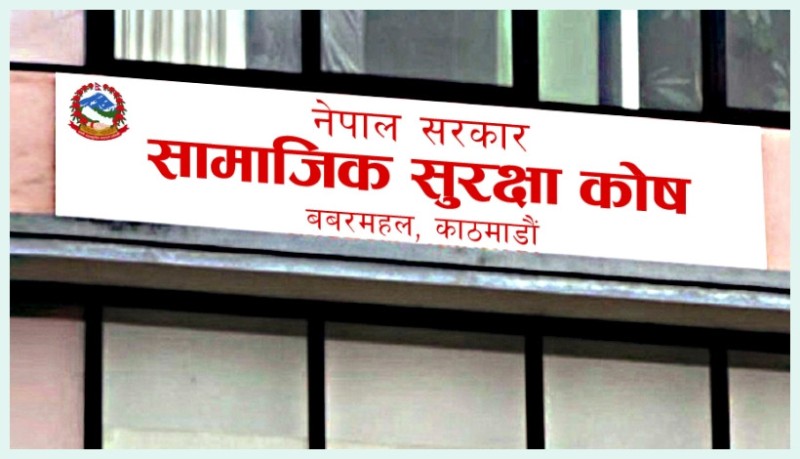 नेपाल सरकार
सामाजिक सुरक्षा कोष
बबरमहल, काठमाडौं